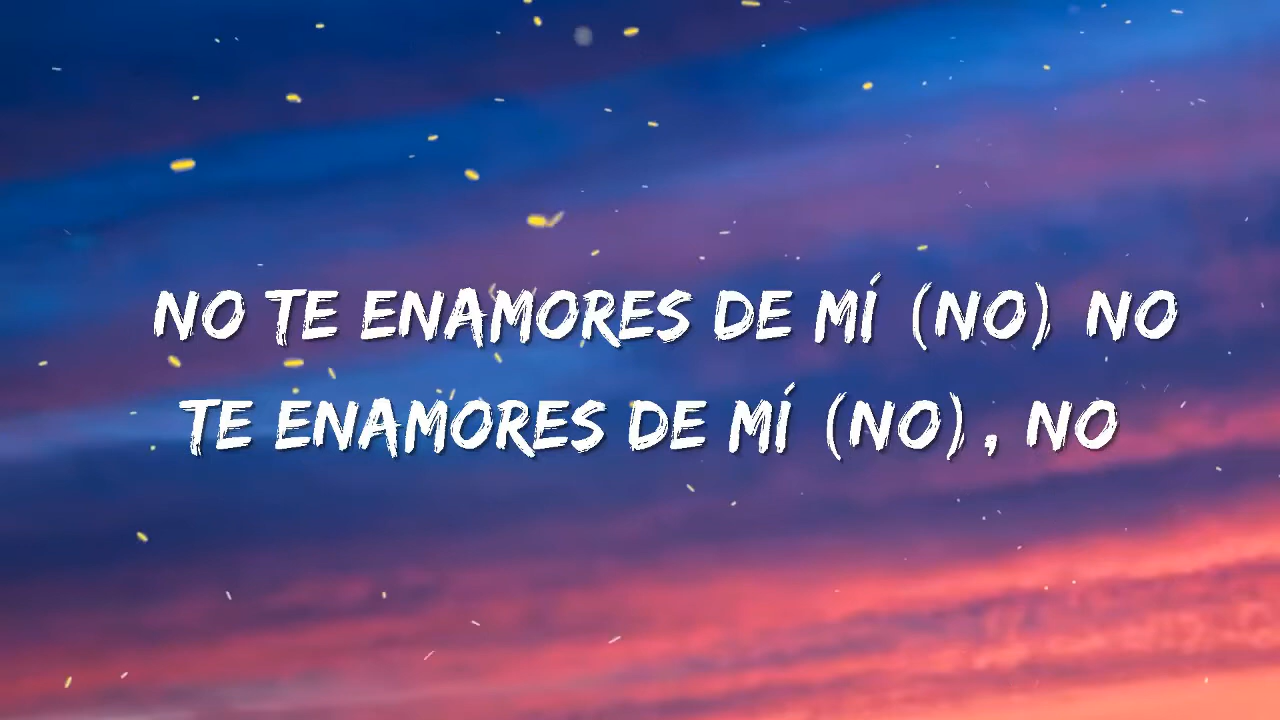 NO TE ENAMORES DE MÍ (NO) NO
TE ENAMORES DE MÍ (NO), NO